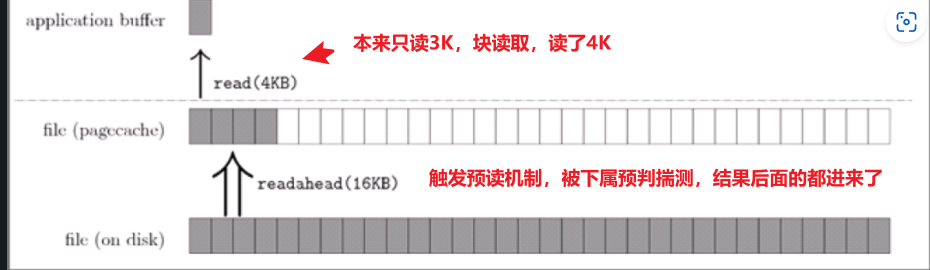 application buffer
本来只读3K，块读取，读了4K
read(4KB)
file (pagecache)
readahead(16KB)
触发预读机制，被下属预判揣测，结果后面的都进来了
file (on disk)